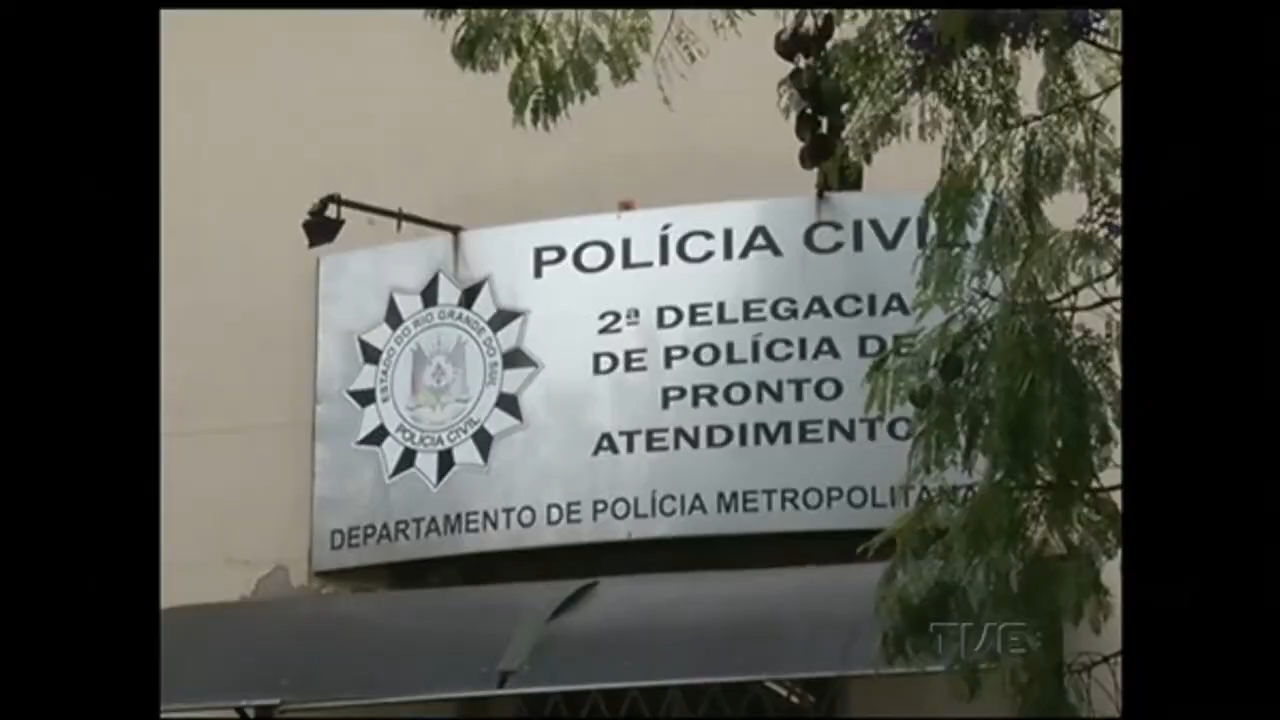 POLÍCIA CIVIL
2ª DELEGACIA
DE POLÍCIA DE
PRONTO
ATENDIMENTO
ESTADO DO RIO GRANDE DO SUL
POLÍCIA CIVIL
DEPARTAMENTO DE POLÍCIA METROPOLITANA
TVE